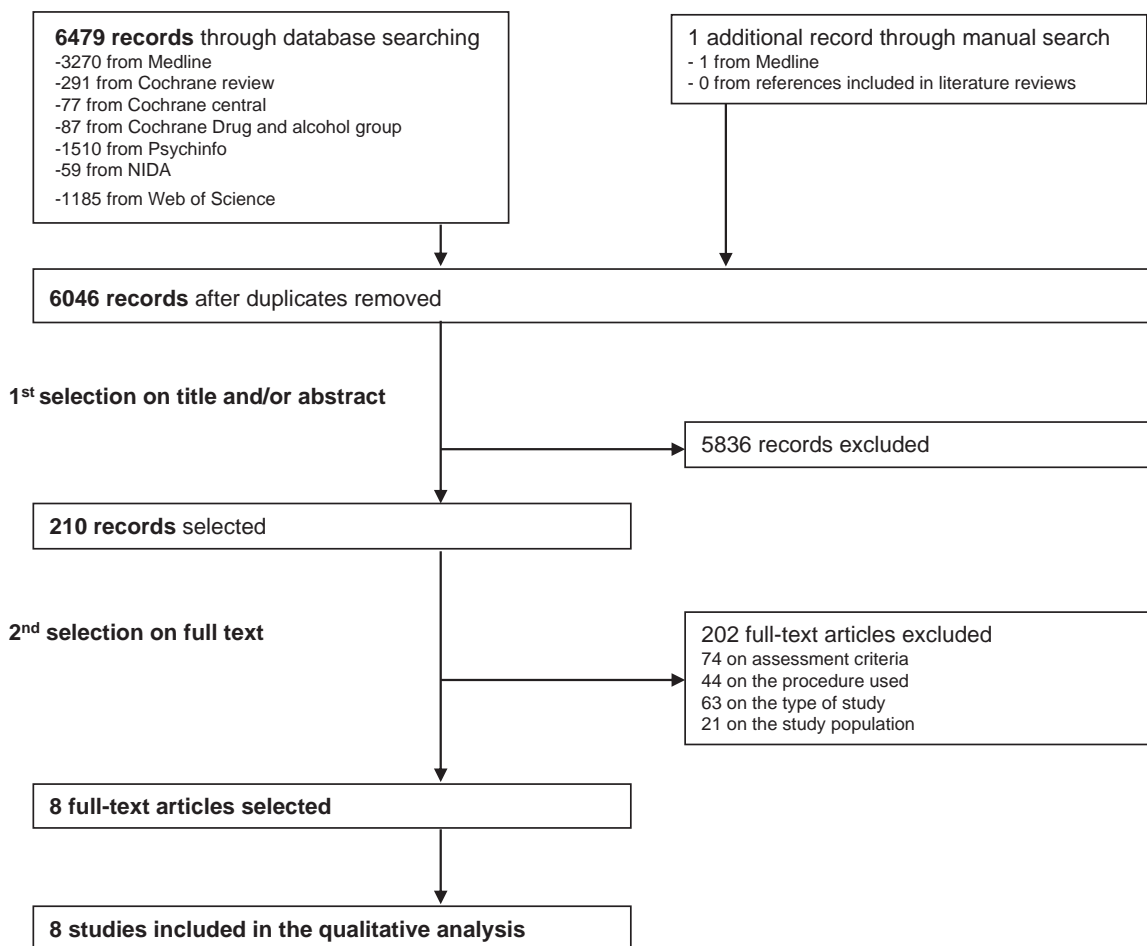 6479 records through database searching
-3270 from Medline
-291 from Cochrane review
-77 from Cochrane central
-87 from Cochrane Drug and alcohol group
-1510 from Psychinfo
-59 from NIDA
-1185 from Web of Science
1 additional record through manual search
- 1 from Medline
- 0 from references included in literature reviews
6046 records after duplicates removed
1st selection on title and/or abstract
5836 records excluded
210 records selected
2nd selection on full text
202 full-text articles excluded
74 on assessment criteria
44 on the procedure used
63 on the type of study
21 on the study population
8 full-text articles selected
8 studies included in the qualitative analysis